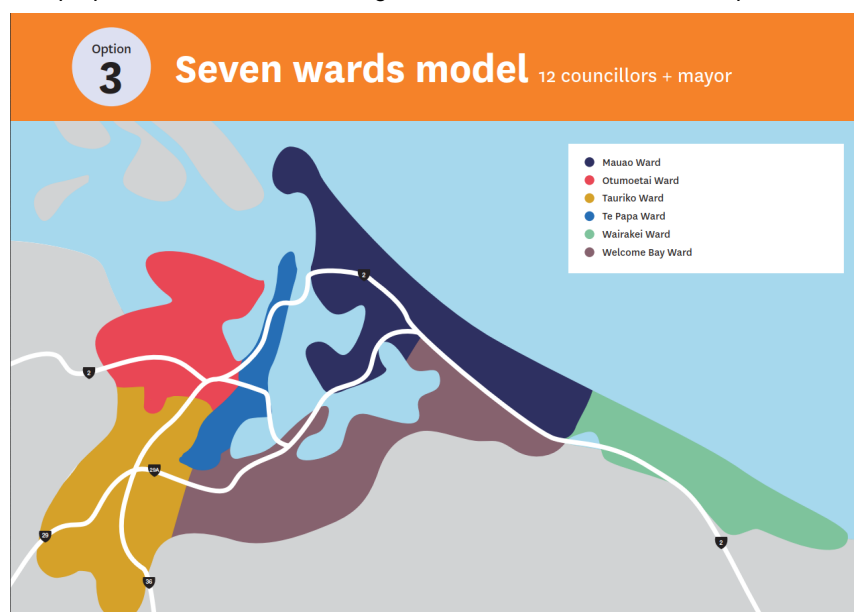 Option
3
Seven wards model 12 councillors + mayor
Mauao Ward
Otumoetai Ward
Tauriko Ward
Te Papa Ward
Wairakei Ward
Welcome Bay Ward
2
2
29A
29
36
2